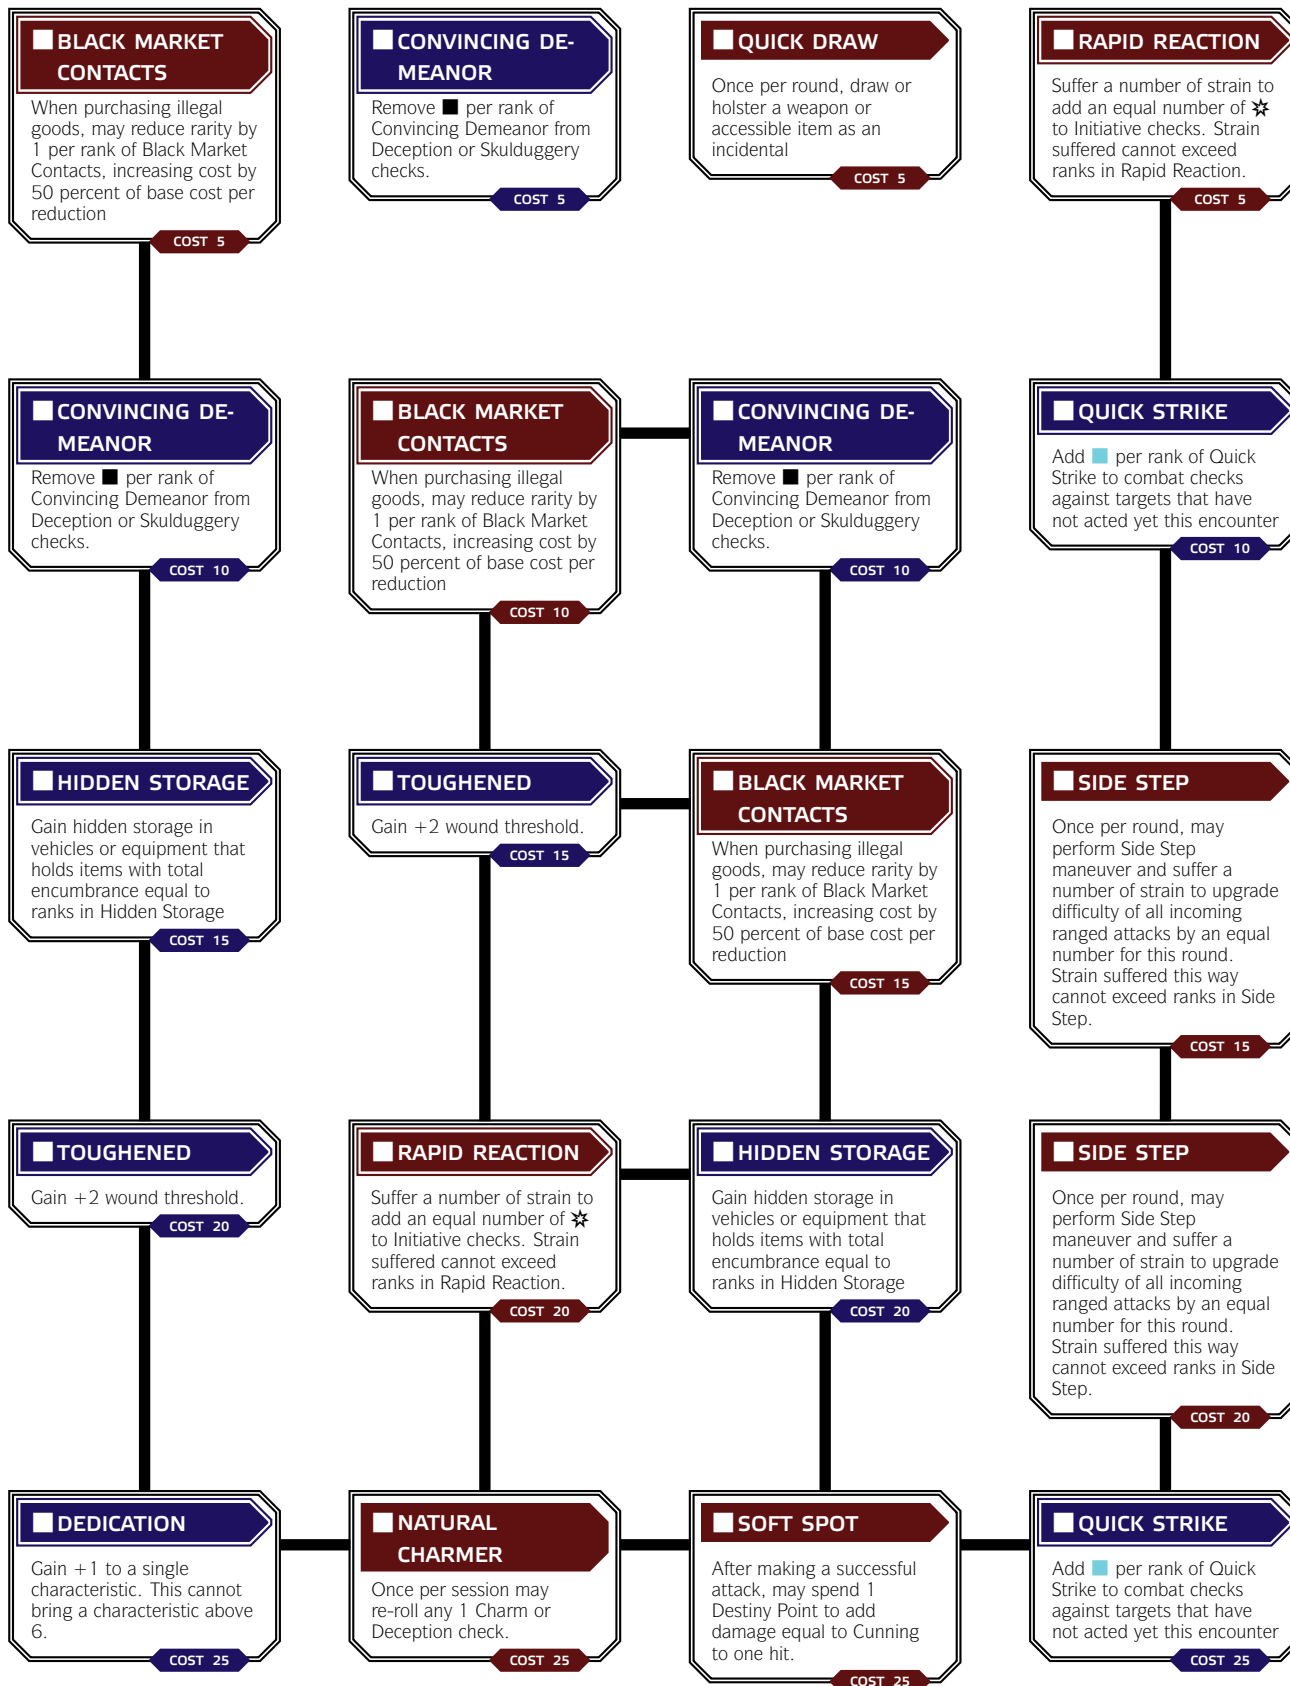 BLACK MARKET
CONTACTS
When purchasing illegal
goods, may reduce rarity by
1 per rank of Black Market
Contacts, increasing cost by
50 percent of base cost per
reduction
COST 5
CONVINCING DE-
MEANOR
Remove per rank of
Convincing Demeanor from
Deception or Skulduggery
checks.
COST 5
QUICK DRAW
Once per round, draw or
holster a weapon or
accessible item as an
incidental
COST 5
RAPID REACTION
Suffer a number of strain to
add an equal number of
to Initiative checks. Strain
suffered cannot exceed
ranks in Rapid Reaction.
COST 5
CONVINCING DE-
MEANOR
Remove per rank of
Convincing Demeanor from
Deception or Skulduggery
checks.
COST 10
BLACK MARKET
CONTACTS
When purchasing illegal
goods, may reduce rarity by
1 per rank of Black Market
Contacts, increasing cost by
50 percent of base cost per
reduction
COST 10
CONVINCING DE-
MEANOR
Remove per rank of
Convincing Demeanor from
Deception or Skulduggery
checks.
COST 10
QUICK STRIKE
Add per rank of Quick
Strike to combat checks
against targets that have
not acted yet this encounter
COST 10
HIDDEN STORAGE
Gain hidden storage in
vehicles or equipment that
holds items with total
encumbrance equal to
ranks in Hidden Storage
COST 15
TOUGHENED
Gain +2 wound threshold.
COST 15
BLACK MARKET
CONTACTS
When purchasing illegal
goods, may reduce rarity by
1 per rank of Black Market
Contacts, increasing cost by
50 percent of base cost per
reduction
COST 15
SIDE STEP
Once per round, may
perform Side Step
maneuver and suffer a
number of strain to upgrade
difficulty of all incoming
ranged attacks by an equal
number for this round.
Strain suffered this way
cannot exceed ranks in Side
Step.
COST 15
TOUGHENED
Gain +2 wound threshold.
COST 20
RAPID REACTION
Suffer a number of strain to
add an equal number of
to Initiative checks. Strain
suffered cannot exceed
ranks in Rapid Reaction.
COST 20
HIDDEN STORAGE
Gain hidden storage in
vehicles or equipment that
holds items with total
encumbrance equal to
ranks in Hidden Storage
COST 20
SIDE STEP
Once per round, may
perform Side Step
maneuver and suffer a
number of strain to upgrade
difficulty of all incoming
ranged attacks by an equal
number for this round.
Strain suffered this way
cannot exceed ranks in Side
Step.
COST 20
DEDICATION
Gain +1 to a single
characteristic. This cannot
bring a characteristic above
6.
COST 25
NATURAL
CHARMER
Once per session may
re-roll any 1 Charm or
Deception check.
COST 25
SOFT SPOT
After making a successful
attack, may spend 1
Destiny Point to add
damage equal to Cunning
to one hit.
COST 25
QUICK STRIKE
Add per rank of Quick
Strike to combat checks
against targets that have
not acted yet this encounter
COST 25